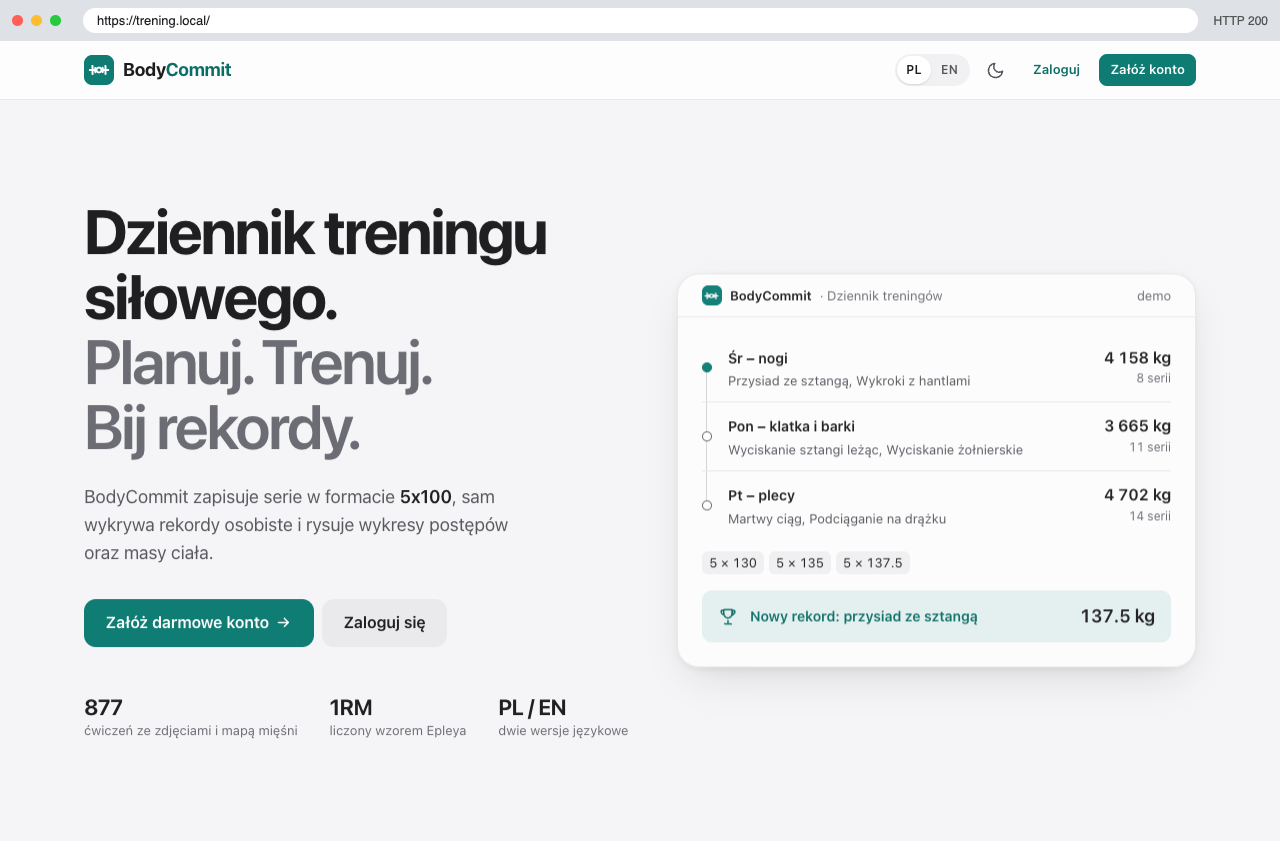 https://trening.local/
HTTP 200
BodyCommit
PL EN
Zaloguj
Załóż konto
Dziennik treningu
siłowego.
Planuj. Trenuj.
Bij rekordy.
BodyCommit zapisuje serie w formacie 5x100, sam
wykrywa rekordy osobiste i rysuje wykresy postępów
oraz masy ciała.
Załóż darmowe konto →
Zaloguj się
877
ćwiczeń ze zdjęciami i mapą mięśni
1RM
liczony wzorem Epleya
PL / EN
dwie wersje językowe
BodyCommit · Dziennik treningów
demo
Śr – nogi
4 158 kg
Przysiad ze sztangą, Wykroki z hantlami
8 serii
Pon – klatka i barki
3 665 kg
Wyciskanie sztangi leżąc, Wyciskanie żołnierskie
11 serii
Pt – plecy
4 702 kg
Martwy ciąg, Podciąganie na drążku
14 serii
5 × 130
5 × 135
5 × 137.5
Nowy rekord: przysiad ze sztangą
137.5 kg